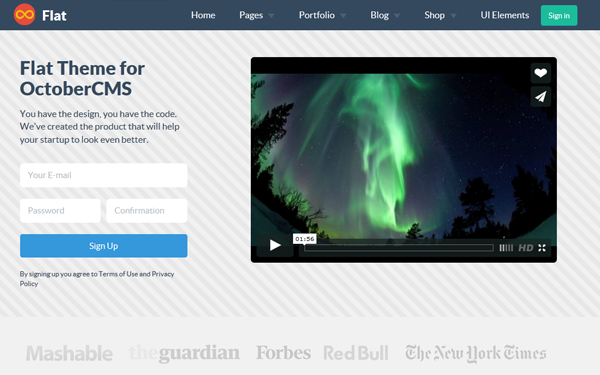 Flat
Home Pages Portfolio Blog Shop UI Elements Sign in
Flat Theme for
OctoberCMS
You have the design, you have the code.
We've created the product that will help
your startup to look even better.
Your E-mail
Password Confirmation
Sign Up
By signing up you agree to Terms of Use and Privacy
Policy
01:56
HD
Mashable theguardian Forbes Red Bull The New York Times